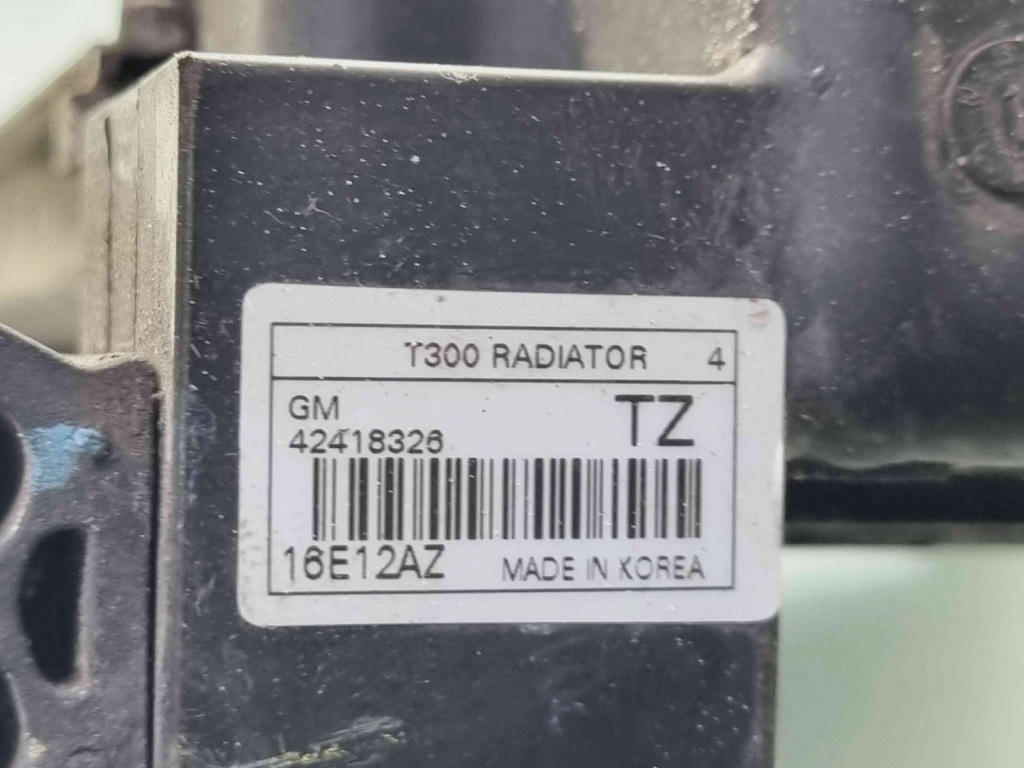 T300 RADIATOR 4
GM
TZ
42418326
16E12AZ MADE IN KOREA